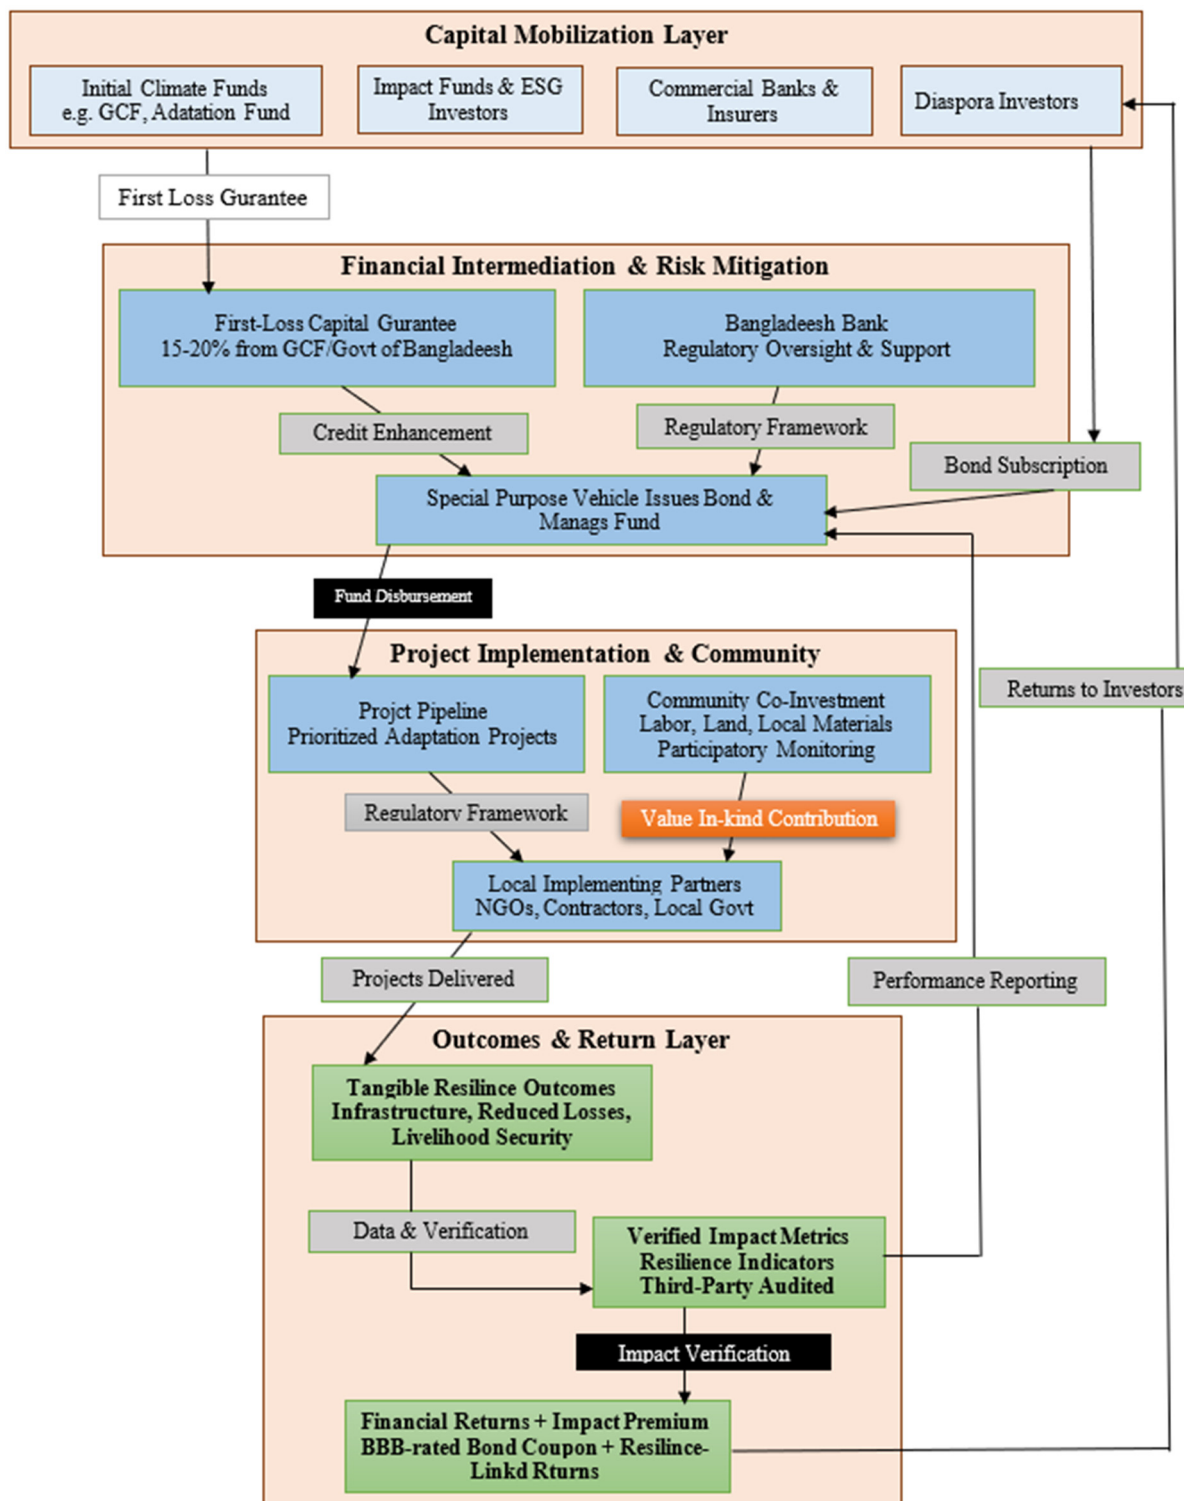 Capital Mobilization Layer
Initial Climate Funds
e.g. GCF, Adatation Fund
Impact Funds & ESG
Investors
Commercial Banks &
Insurers
Diaspora Investors
First Loss Gurantee
Financial Intermediation & Risk Mitigation
First-Loss Capital Gurantee
15-20% from GCF/Govt of Bangladeesh
Bangladeesh Bank
Regulatory Oversight & Support
Credit Enhancement
Regulatory Framework
Bond Subscription
Special Purpose Vehicle Issues Bond &
Manags Fund
Fund Disbursement
Project Implementation & Community
Projct Pipeline
Prioritized Adaptation Projects
Community Co-Investment
Labor, Land, Local Materials
Participatory Monitoring
Returns to Investors
Regulatory Framework
Value In-kind Contribution
Local Implementing Partners
NGOs, Contractors, Local Govt
Projects Delivered
Performance Reporting
Outcomes & Return Layer
Tangible Resilince Outcomes
Infrastructure, Reduced Losses,
Livelihood Security
Data & Verification
Verified Impact Metrics
Resilience Indicators
Third-Party Audited
Impact Verification
Financial Returns + Impact Premium
BBB-rated Bond Coupon + Resilince-
Linkd Rturns